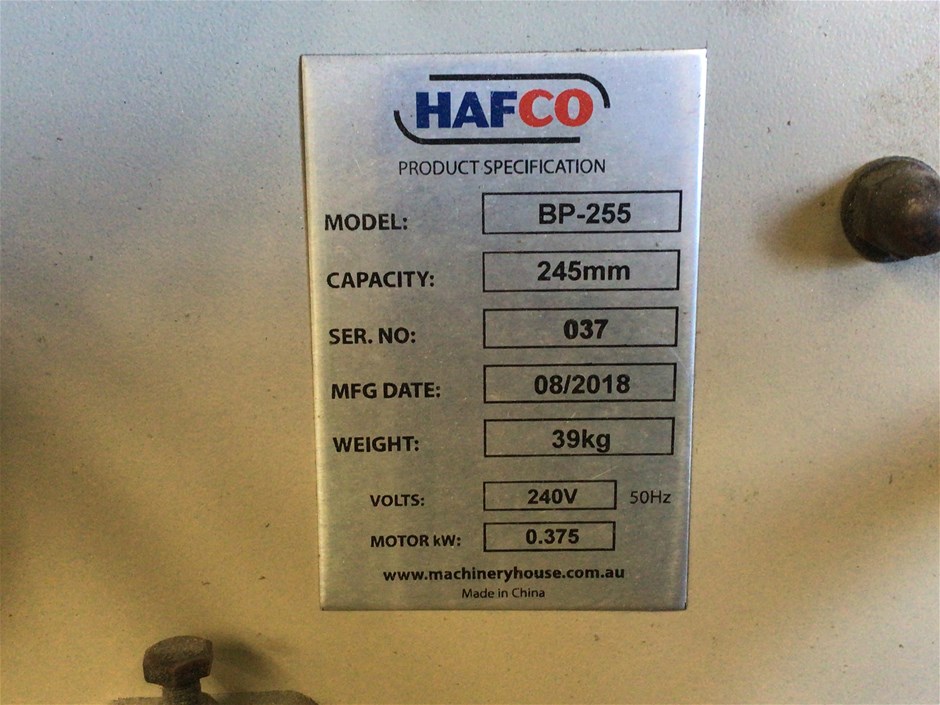 HAFCO
PRODUCT SPECIFICATION
MODEL: BP-255
CAPACITY: 245mm
SER. NO: 037
MFG DATE: 08/2018
WEIGHT: 39kg
VOLTS: 240V 50Hz
MOTOR kW: 0.375
www.machineryhouse.com.au
Made in China